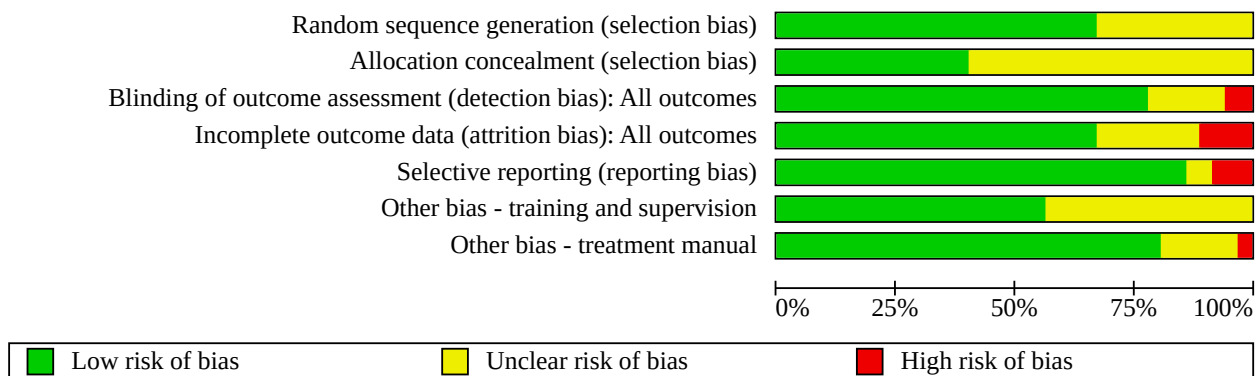 Random sequence generation (selection bias)
Allocation concealment (selection bias)
Blinding of outcome assessment (detection bias): All outcomes
Incomplete outcome data (attrition bias): All outcomes
Selective reporting (reporting bias)
Other bias - training and supervision
Other bias - treatment manual
0% 25% 50% 75% 100%
Low risk of bias Unclear risk of bias High risk of bias